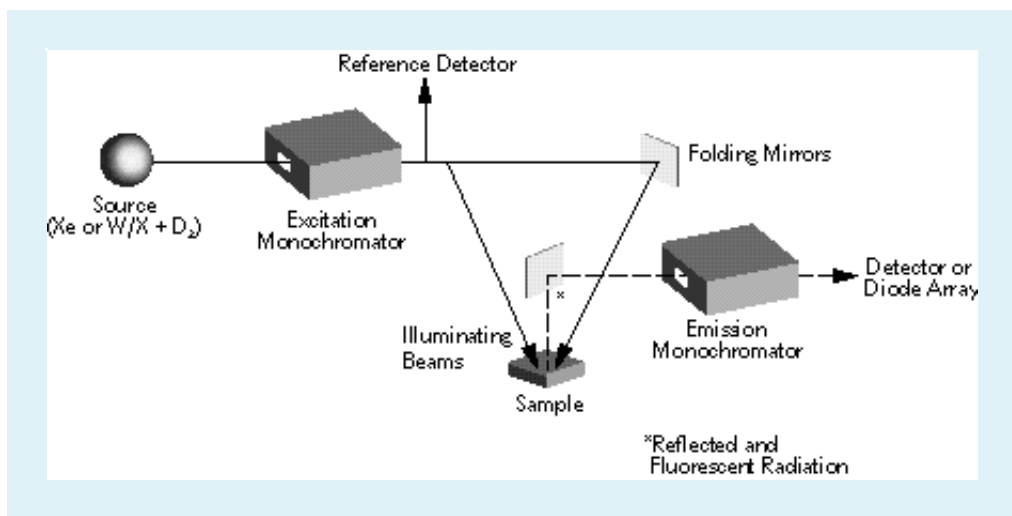 Reference Detector
Folding Mirrors
Source
(Xe or W/X + D₂)
Excitation
Monochromator
Detector or
Diode Array
Illuminating
Beams
*
Emission
Monochromator
Sample
*Reflected and
Fluorescent Radiation